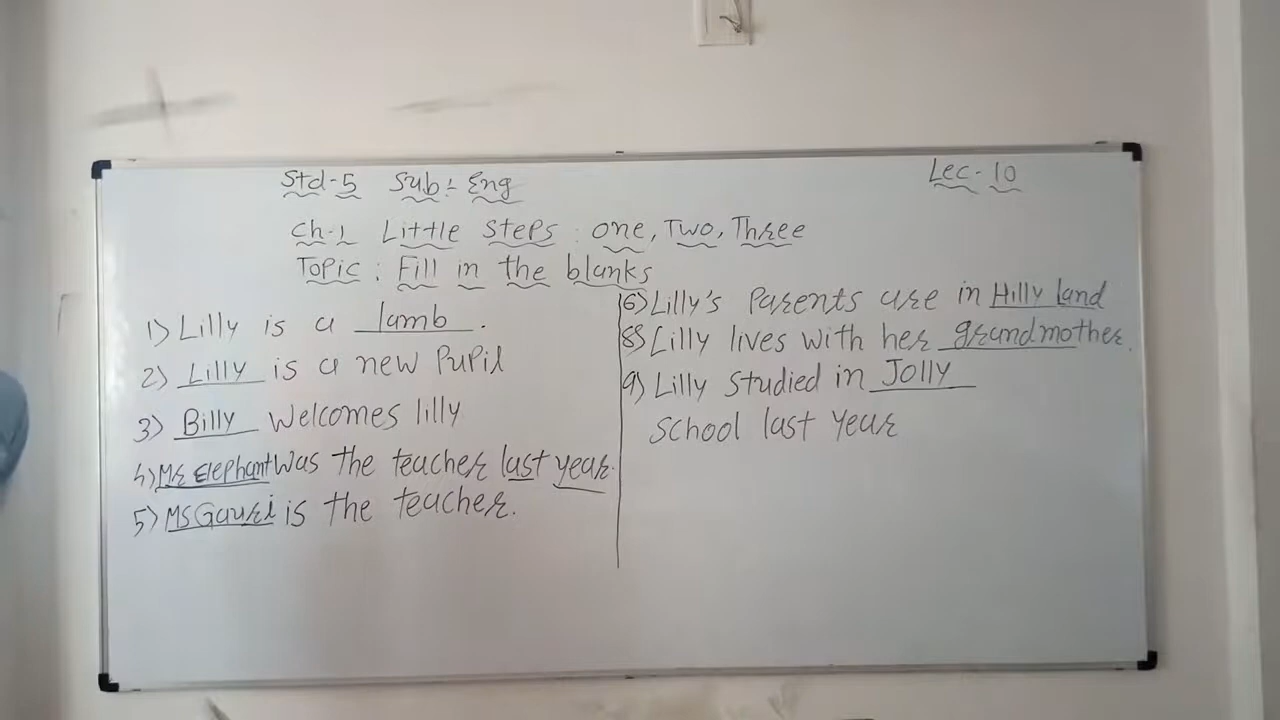 Std-5 Sub:- Eng
Lec-10
Ch-1 Little Steps : one, Two, Three
Topic : Fill in the blanks
1) Lilly is a lamb.
2) Lilly is a new Pupil
3) Billy Welcomes lilly
4) Mr Elephant Was the teacher last year.
5) MS Gauri is the teacher.
6) Lilly's Parents are in Hilly land
8) Lilly lives with her grandmother.
9) Lilly Studied in Jolly
School last Year